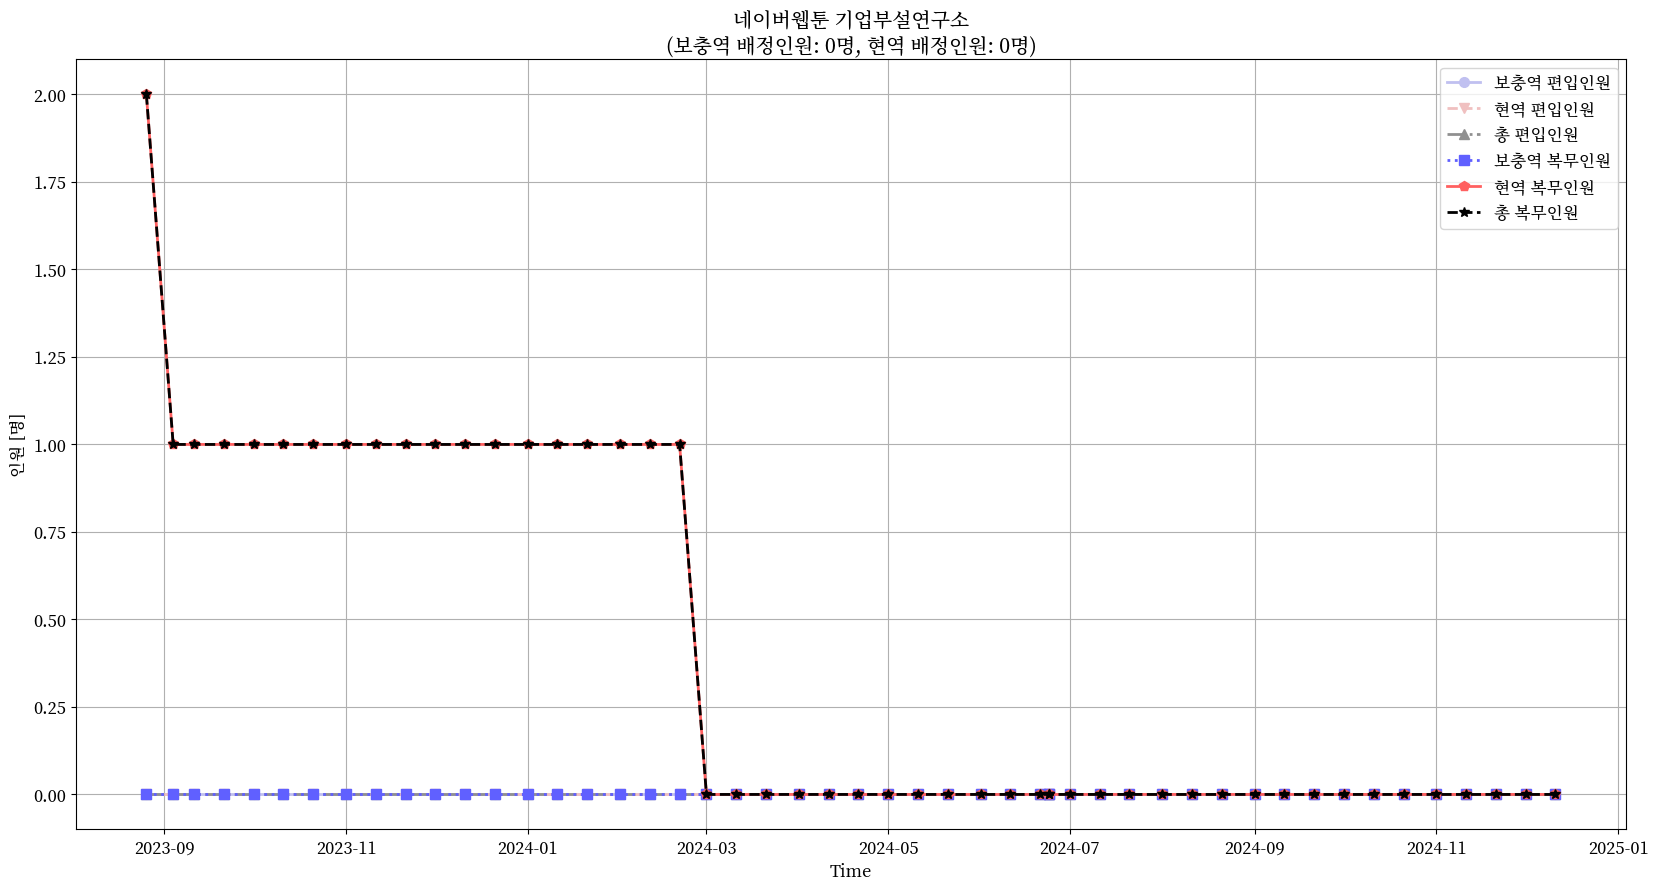 네이버웹툰 기업부설연구소
(보충역 배정인원: 0명, 현역 배정인원: 0명)
보충역 편입인원
현역 편입인원
총 편입인원
보충역 복무인원
현역 복무인원
총 복무인원
인원 [명]
2.00
1.75
1.50
1.25
1.00
0.75
0.50
0.25
0.00
2023-09
2023-11
2024-01
2024-03
2024-05
2024-07
2024-09
2024-11
2025-01
Time